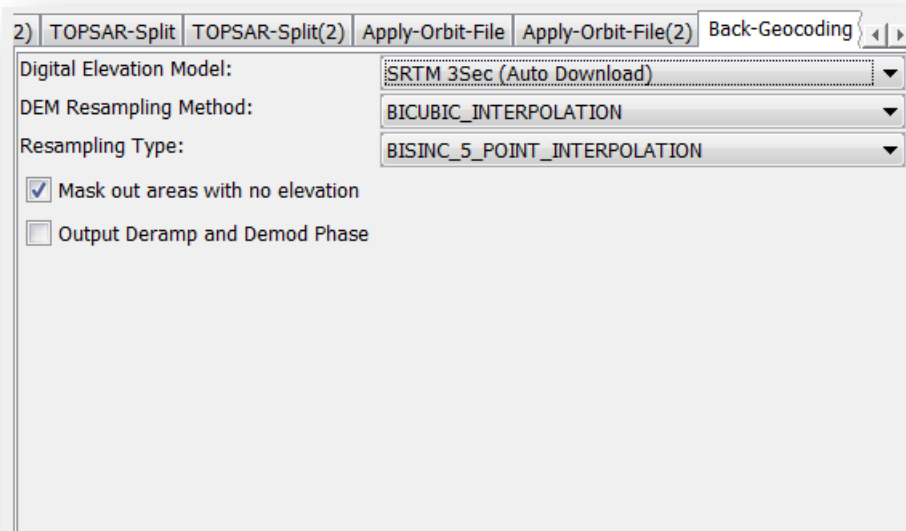 2) TOPSAR-Split TOPSAR-Split(2) Apply-Orbit-File Apply-Orbit-File(2) Back-Geocoding
Digital Elevation Model: SRTM 3Sec (Auto Download)
DEM Resampling Method: BICUBIC_INTERPOLATION
Resampling Type: BISINC_5_POINT_INTERPOLATION
Mask out areas with no elevation
Output Deramp and Demod Phase